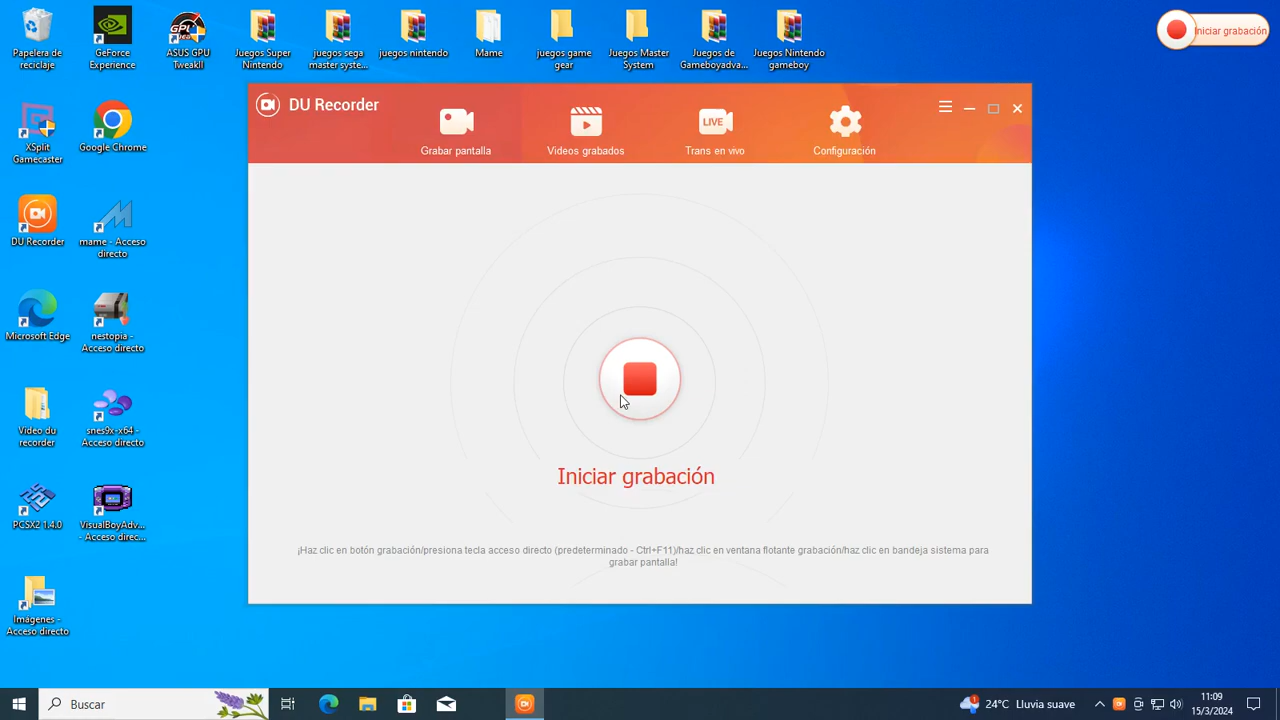 Papelera de
reciclaje
GeForce
Experience
ASUS GPU
TweakII
Juegos Super
Nintendo
juegos sega
master syste...
juegos nintendo
Mame
juegos game
gear
Juegos Master
System
Juegos de
Gameboyadva...
Juegos Nintendo
gameboy
Iniciar grabación
XSplit
Gamecaster
Google Chrome
DU Recorder
mame - Acceso
directo
Microsoft Edge
nestopia -
Acceso directo
Video du
recorder
snes9x-x64 -
Acceso directo
PCSX2 1.4.0
VisualBoyAdv...
- Acceso direc...
Imagenes -
Acceso directo
DU Recorder
Grabar pantalla
Videos grabados
LIVE
Trans en vivo
Configuración
Iniciar grabación
¡Haz clic en botón grabación/presiona tecla acceso directo (predeterminado - Ctrl+F11)/haz clic en ventana flotante grabación/haz clic en bandeja sistema para
grabar pantalla!
Buscar
1
24°C Lluvia suave
11:09
15/3/2024